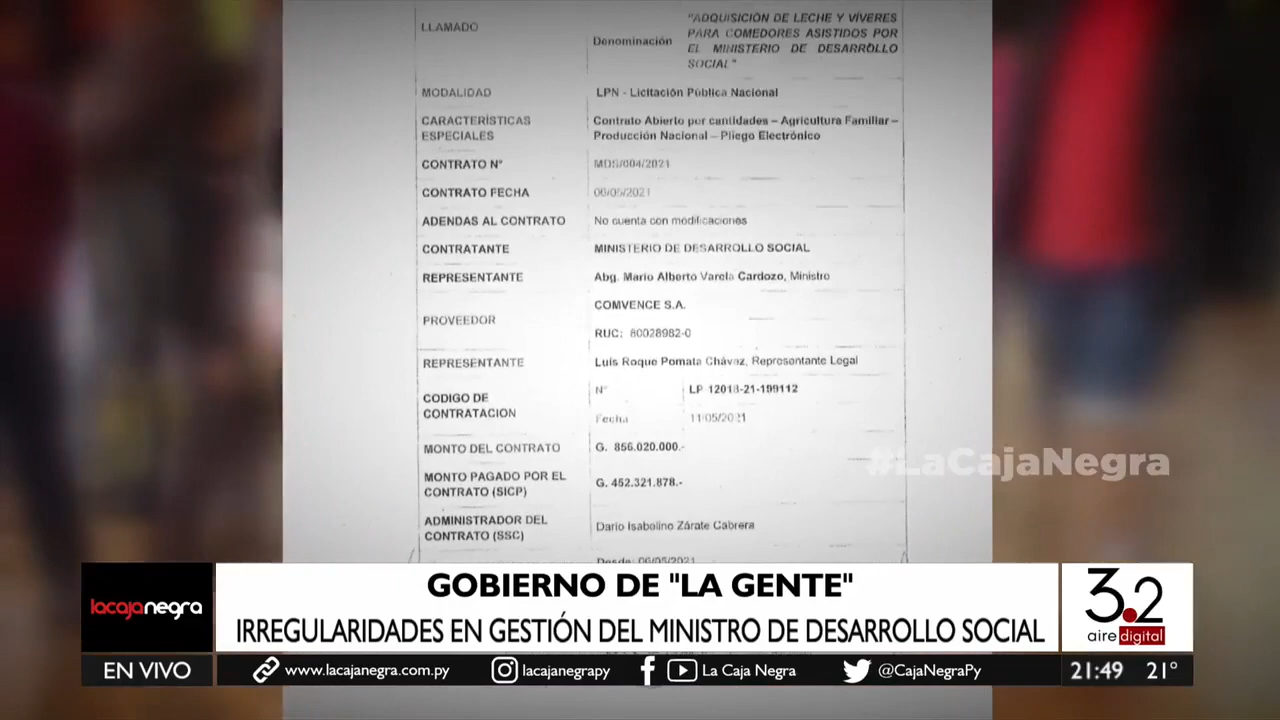 LLAMADO
Denominación
"ADQUISICIÓN DE LECHE Y VÍVERES
PARA COMEDORES ASISTIDOS POR
EL MINISTERIO DE DESARROLLO
SOCIAL"
MODALIDAD
LPN - Licitación Pública Nacional
CARACTERÍSTICAS
ESPECIALES
Contrato Abierto por cantidades – Agricultura Familiar –
Producción Nacional – Pliego Electrónico
CONTRATO N°
MDS/004/2021
CONTRATO FECHA
06/05/2021
ADENDAS AL CONTRATO
No cuenta con modificaciones
CONTRATANTE
MINISTERIO DE DESARROLLO SOCIAL
REPRESENTANTE
Abg. Mario Alberto Varela Cardozo, Ministro
PROVEEDOR
COMVENCE S.A.
RUC: 80028982-0
REPRESENTANTE
Luis Roque Pomata Chávez, Representante Legal
CODIGO DE
CONTRATACION
N°
LP 12018-21-199112
Fecha
11/05/2021
MONTO DEL CONTRATO
G. 856.020.000.-
MONTO PAGADO POR EL
CONTRATO (SICP)
G. 452.321.878.-
ADMINISTRADOR DEL
CONTRATO (SSC)
Dario Isabelino Zárate Cabrera
Desde: 06/05/2021
#LaCajaNegra
lacajanegra
GOBIERNO DE "LA GENTE"
IRREGULARIDADES EN GESTIÓN DEL MINISTRO DE DESARROLLO SOCIAL
3.2
aire digital
EN VIVO
www.lacajanegra.com.py
lacajanegrapy
La Caja Negra
@CajaNegraPy
21:49
21°